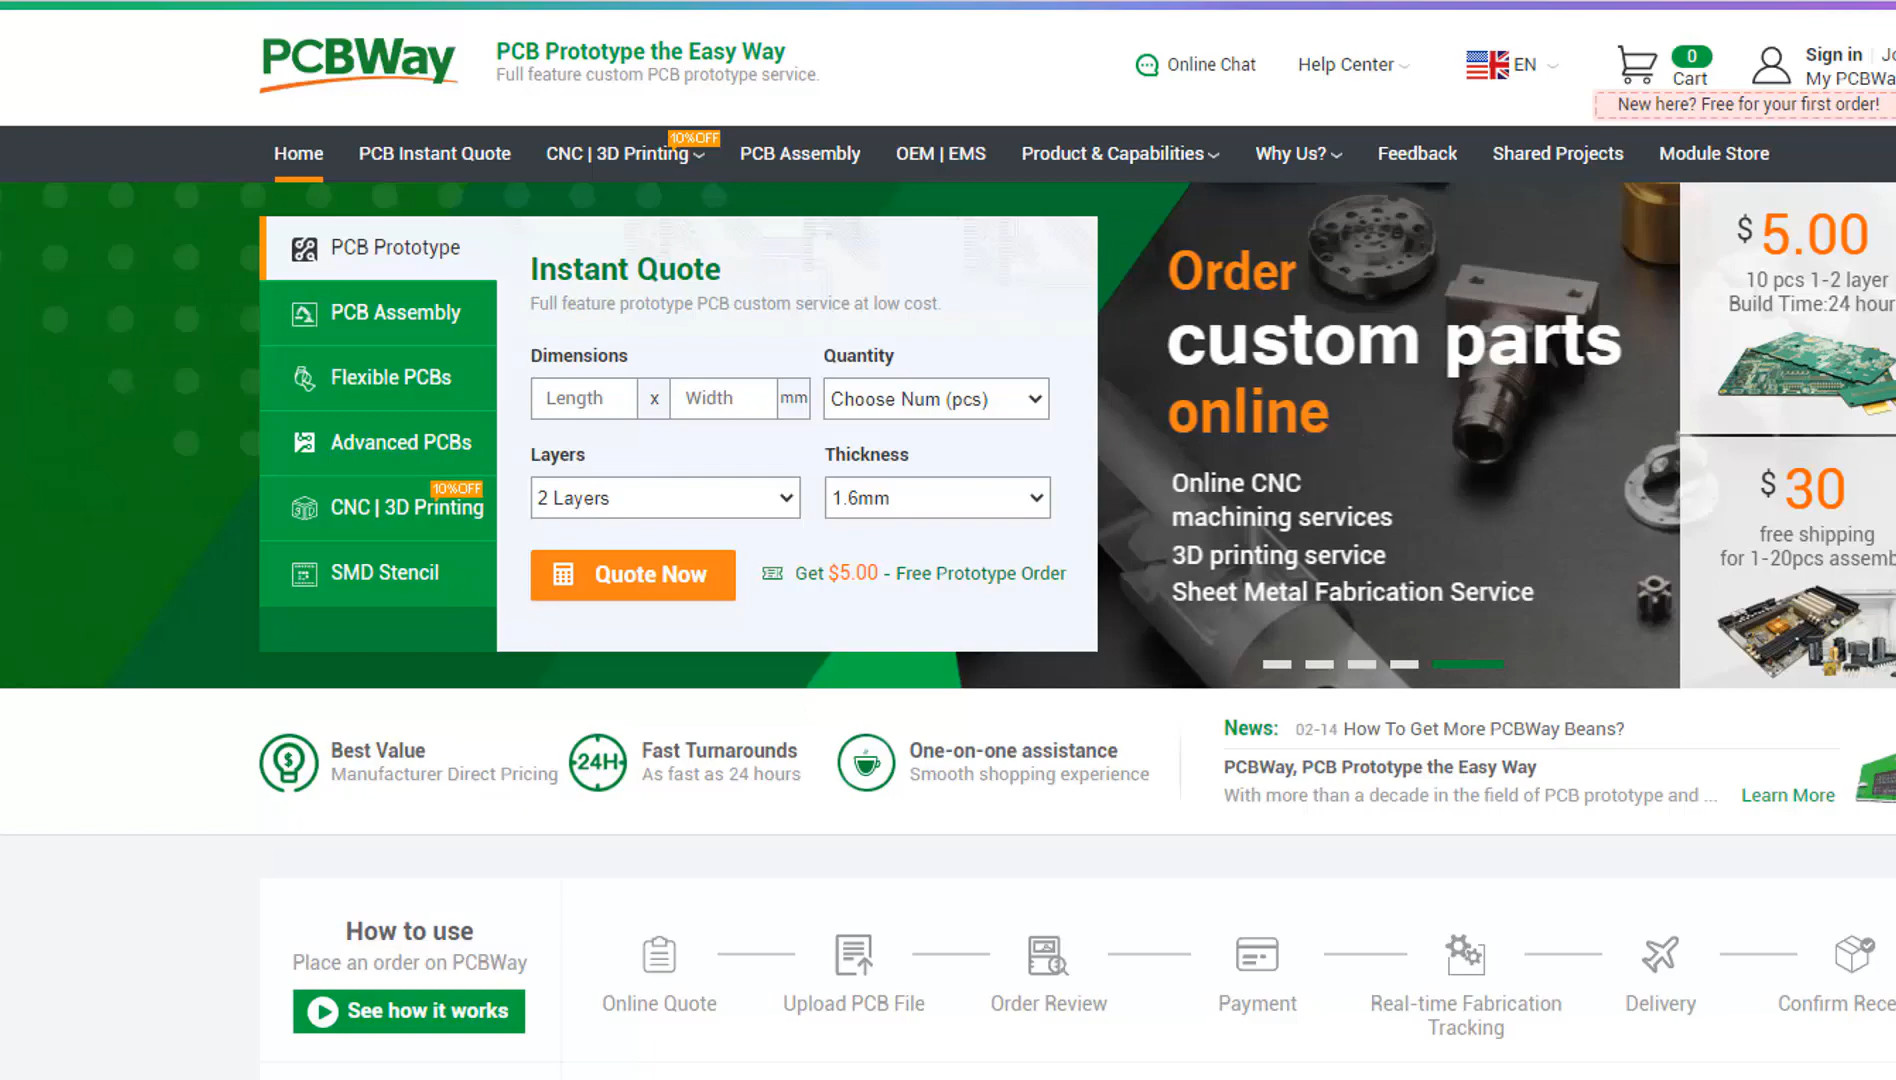 PCBWay
PCB Prototype the Easy Way
Full feature custom PCB prototype service.
Online Chat
Help Center
EN
0
Cart
Sign in
My PCBWa
New here? Free for your first order!
Home
PCB Instant Quote
CNC | 3D Printing
10%OFF
PCB Assembly
OEM | EMS
Product & Capabilities
Why Us?
Feedback
Shared Projects
Module Store
PCB Prototype
PCB Assembly
Flexible PCBs
Advanced PCBs
10%OFF
CNC | 3D Printing
SMD Stencil
Instant Quote
Full feature prototype PCB custom service at low cost.
Dimensions
Quantity
Length x Width mm
Choose Num (pcs)
Layers
Thickness
2 Layers
1.6mm
Quote Now
Get $5.00 - Free Prototype Order
Order
custom parts
online
Online CNC
machining services
3D printing service
Sheet Metal Fabrication Service
$ 5.00
10 pcs 1-2 layer
Build Time:24 hour
$ 30
free shipping
for 1-20pcs assemb
Best Value
Manufacturer Direct Pricing
24H
Fast Turnarounds
As fast as 24 hours
One-on-one assistance
Smooth shopping experience
News: 02-14 How To Get More PCBWay Beans?
PCBWay, PCB Prototype the Easy Way
With more than a decade in the field of PCB prototype and ... Learn More
How to use
Place an order on PCBWay
See how it works
Online Quote
Upload PCB File
Order Review
Payment
Real-time Fabrication
Tracking
Delivery
Confirm Rece